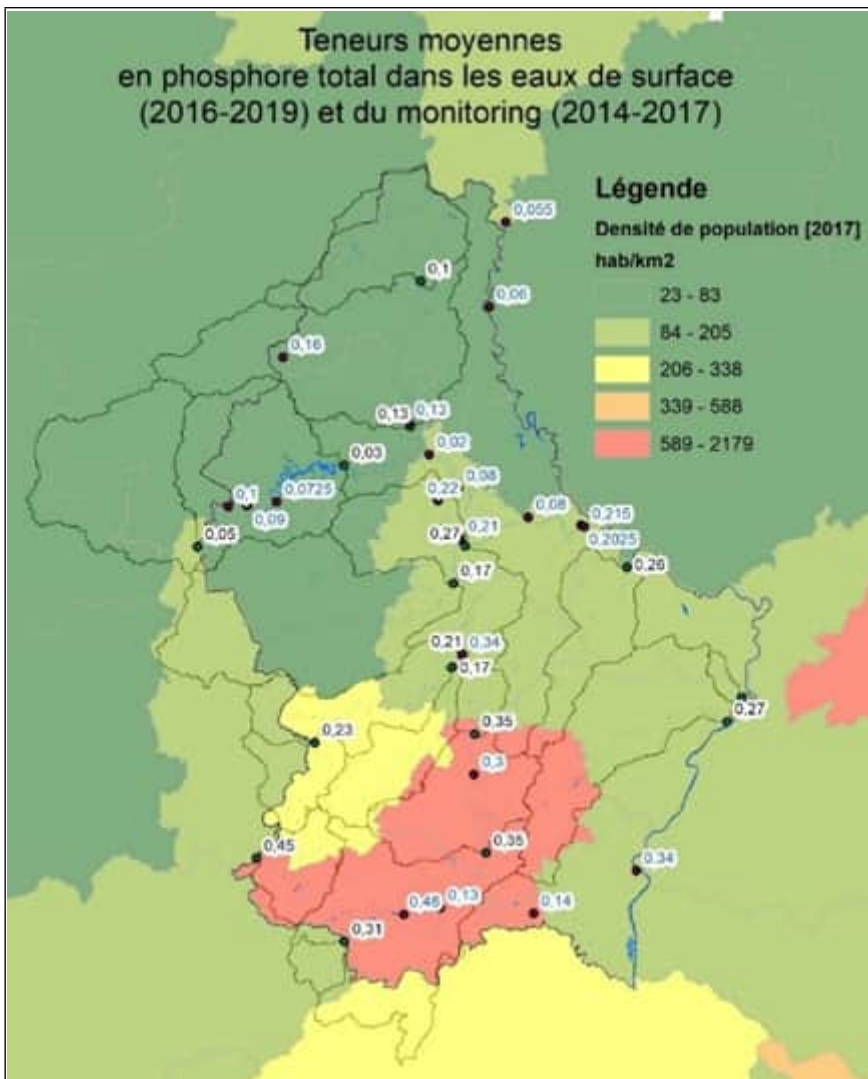 Teneurs moyennes
en phosphore total dans les eaux de surface
(2016-2019) et du monitoring (2014-2017)
Légende
Densité de population [2017]
hab/km2
23 - 83
84 - 205
206 - 338
339 - 588
589 - 2179
0,055
0,1
0,06
0,16
0,13 0,13
0,02
0,03
0,08
0,1
0,0725
0,22
0,09
0,08
0,215
0,05
0,27 0,21
0,2025
0,26
0,17
0,21 0,34
0,17
0,27
0,23
0,35
0,3
0,45
0,35
0,34
0,46
0,13
0,14
0,31